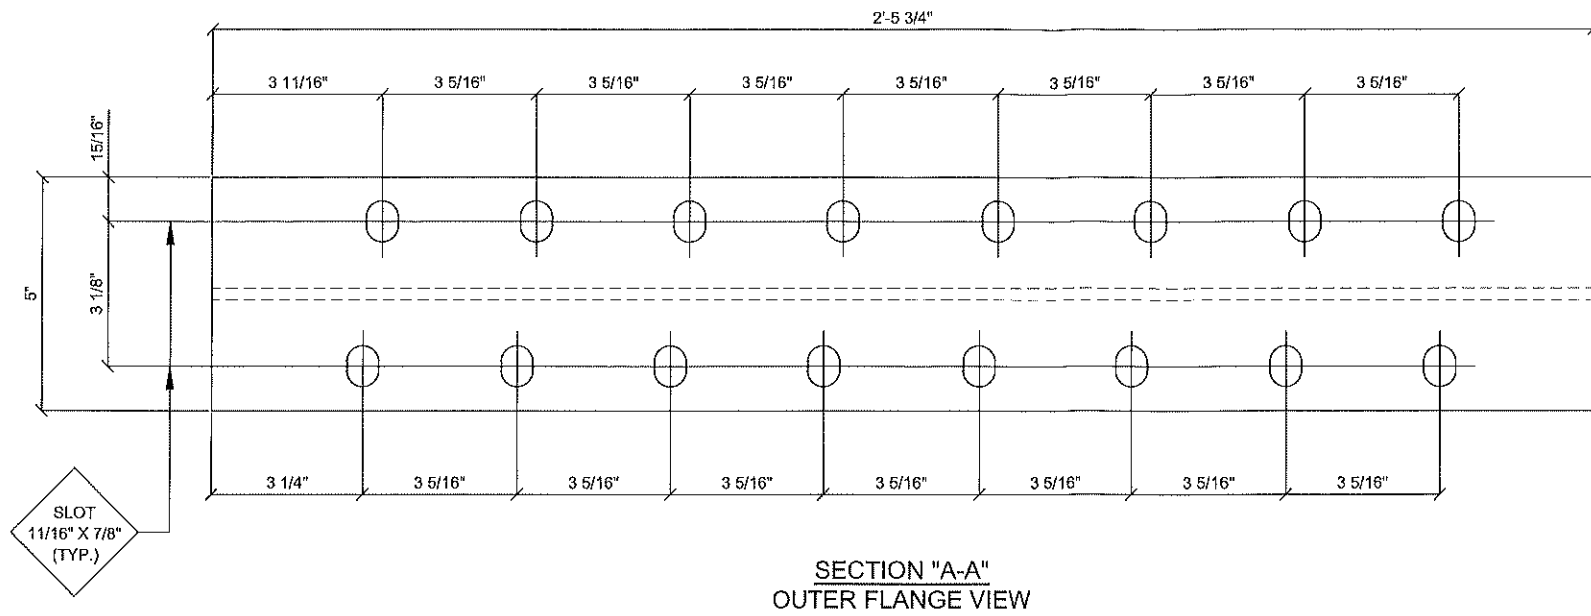 2'-5 3/4"
3 11/16" 3 5/16" 3 5/16" 3 5/16" 3 5/16" 3 5/16" 3 5/16" 3 5/16"
15/16"
5"
3 1/8"
3 1/4" 3 5/16" 3 5/16" 3 5/16" 3 5/16" 3 5/16" 3 5/16" 3 5/16"
SLOT
11/16" X 7/8"
(TYP.)
SECTION "A-A"
OUTER FLANGE VIEW